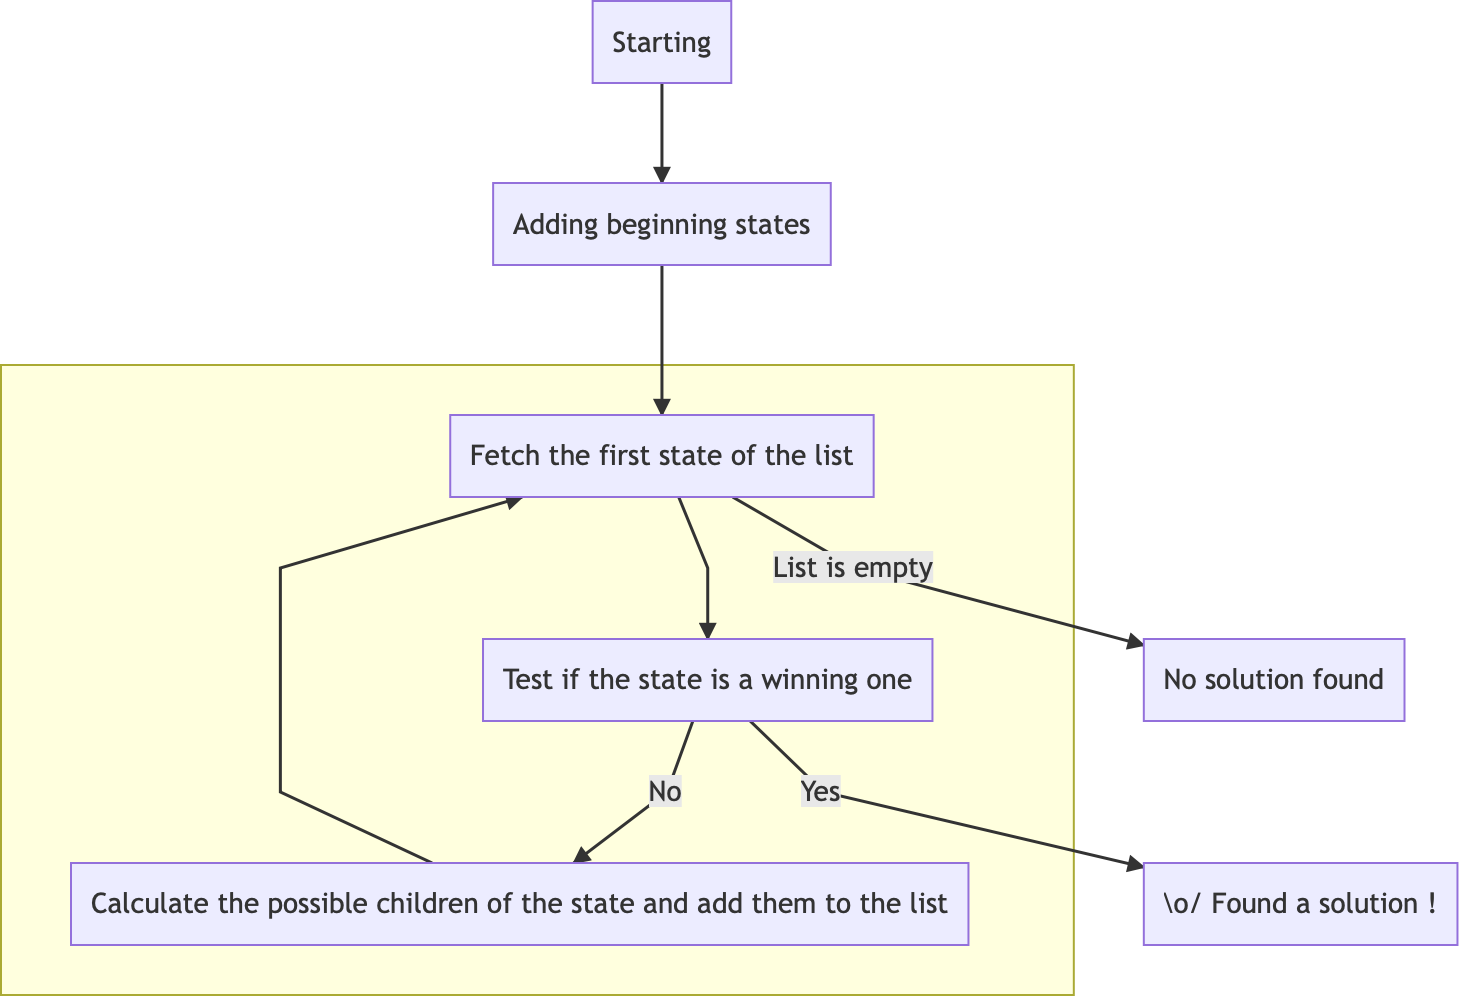 Starting
Adding beginning states
Fetch the first state of the list
List is empty
Test if the state is a winning one
No solution found
No
Yes
Calculate the possible children of the state and add them to the list
\o/ Found a solution !